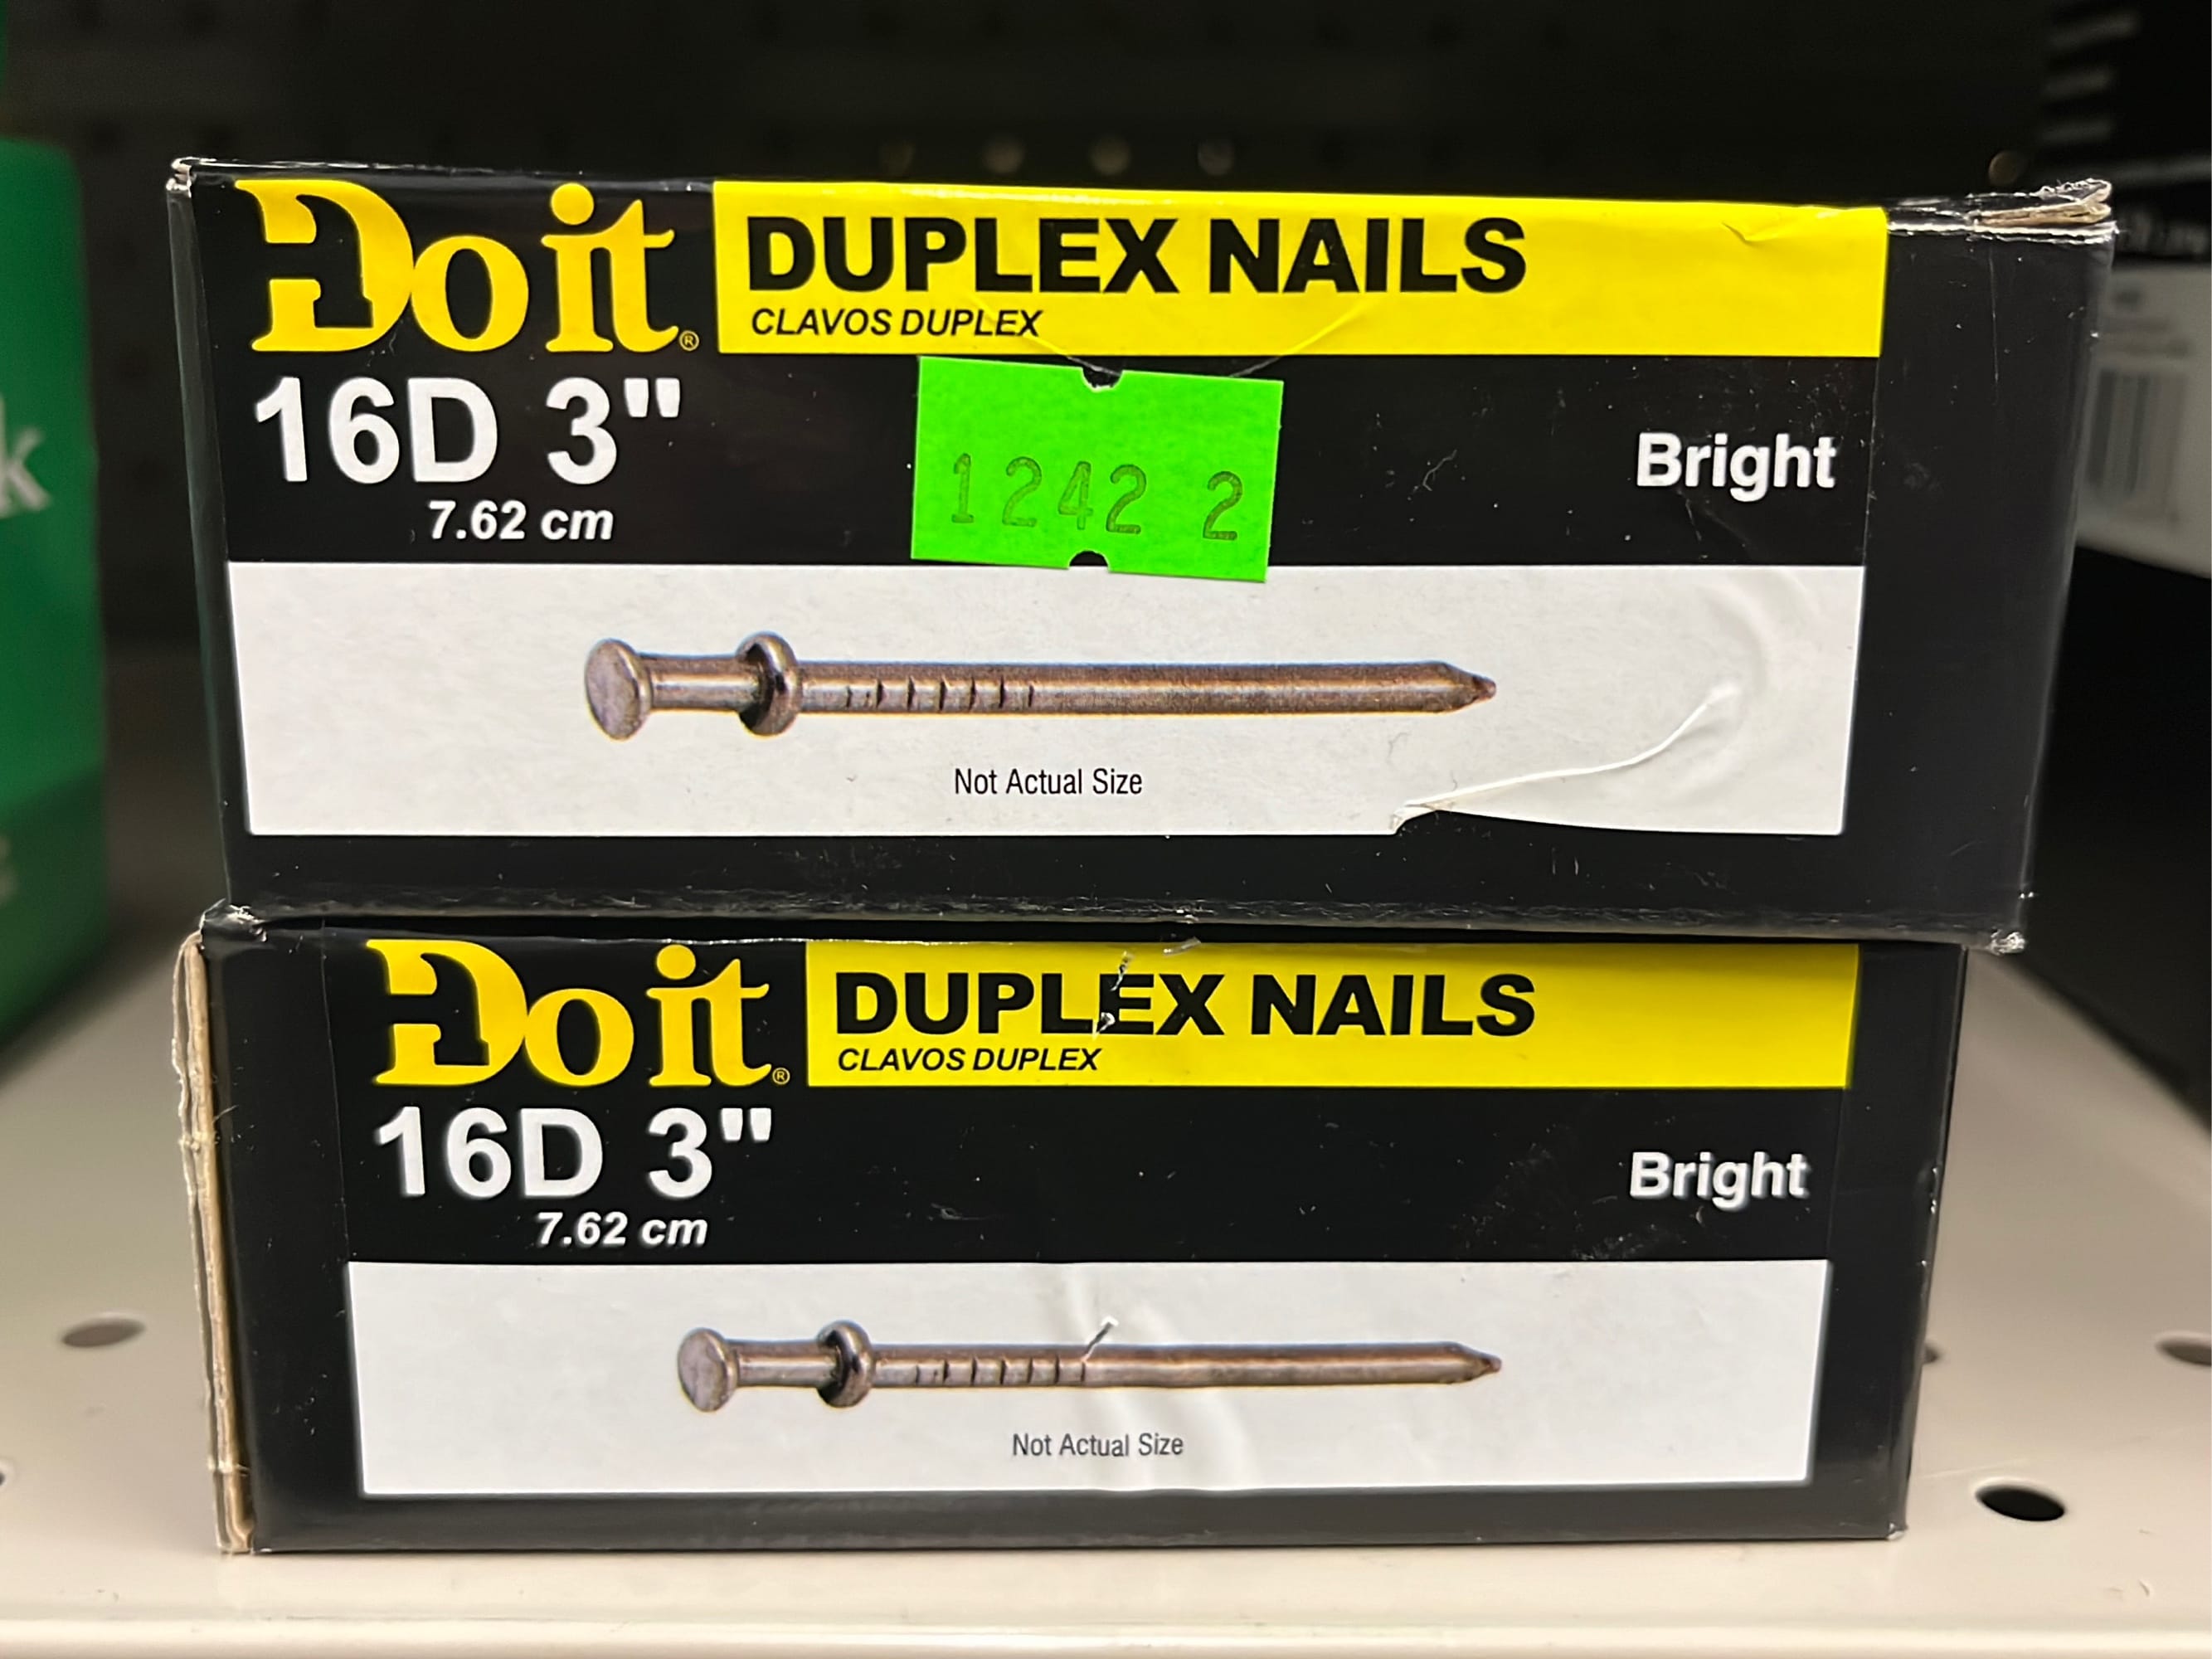 Do it®
DUPLEX NAILS
CLAVOS DUPLEX
16D 3"
7.62 cm
1242 2
Bright
Not Actual Size
Do it®
DUPLEX NAILS
CLAVOS DUPLEX
16D 3"
7.62 cm
Bright
Not Actual Size
k